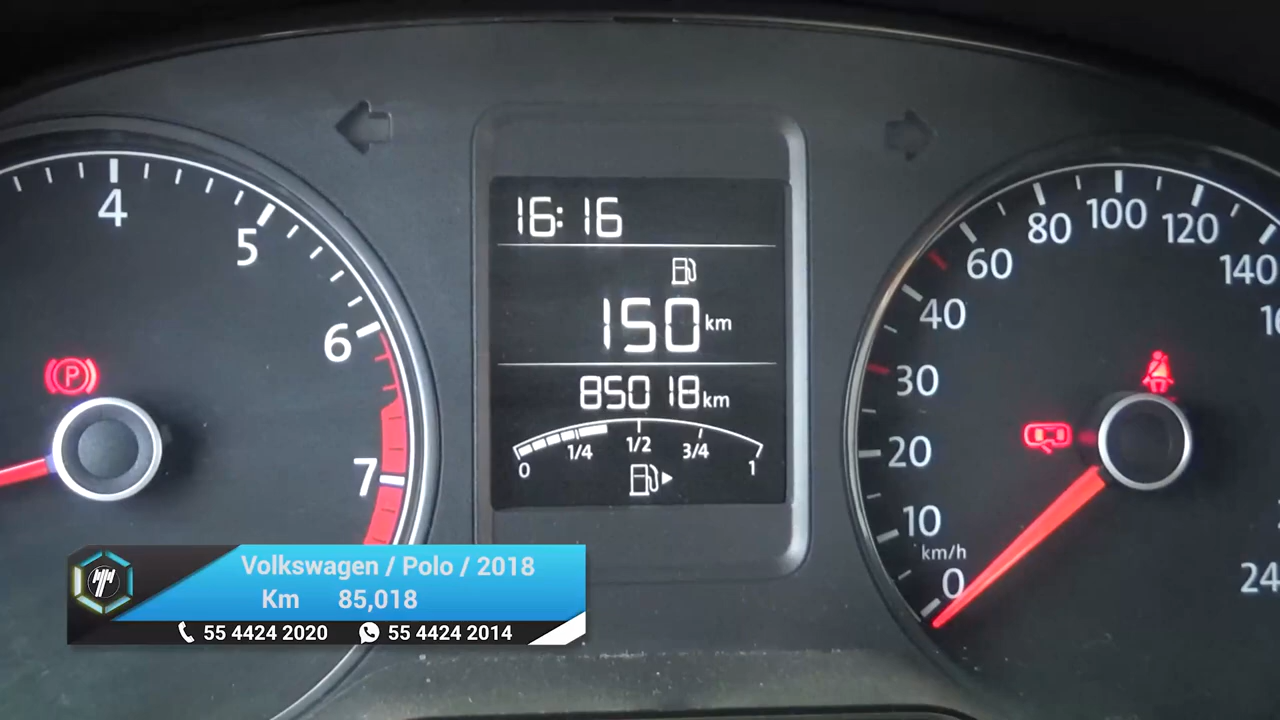 4
5
6
7
P
16:16
150 km
85018 km
0 1/4 1/2 3/4 1
0
10
20
30
40
60
80
100
120
140
24
km/h
Volkswagen / Polo / 2018
Km 85,018
55 4424 2020 55 4424 2014